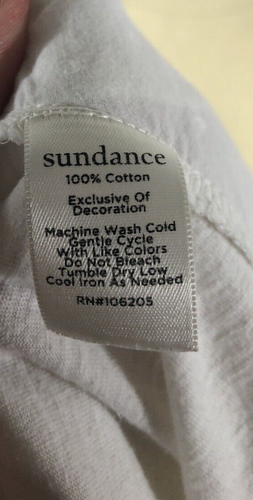 sundance
100% Cotton
Exclusive Of
Decoration
Machine Wash Cold
Gentle Cycle
With Like Colors
Do Not Bleach
Tumble Dry Low
Cool Iron As Needed
RN#106205